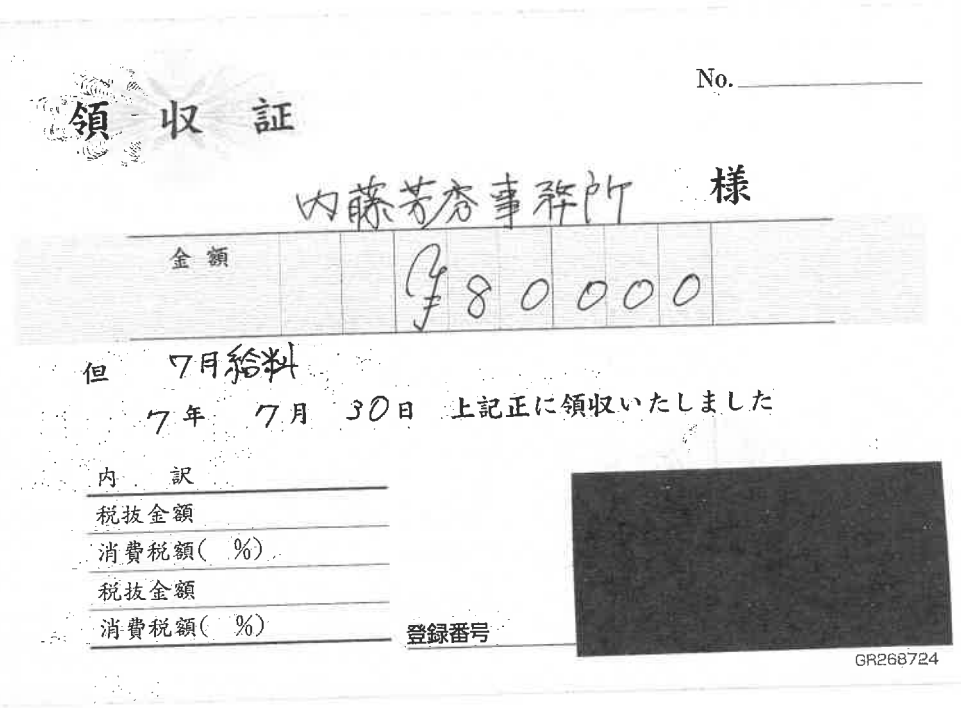 No.
領収証
内藤芳秀事務所 様
金額 ¥80000
但 7月給料
7年 7月 30日 上記正に領収いたしました
内訳
税抜金額
消費税額( %)
税抜金額
消費税額( %)
登録番号
GR268724